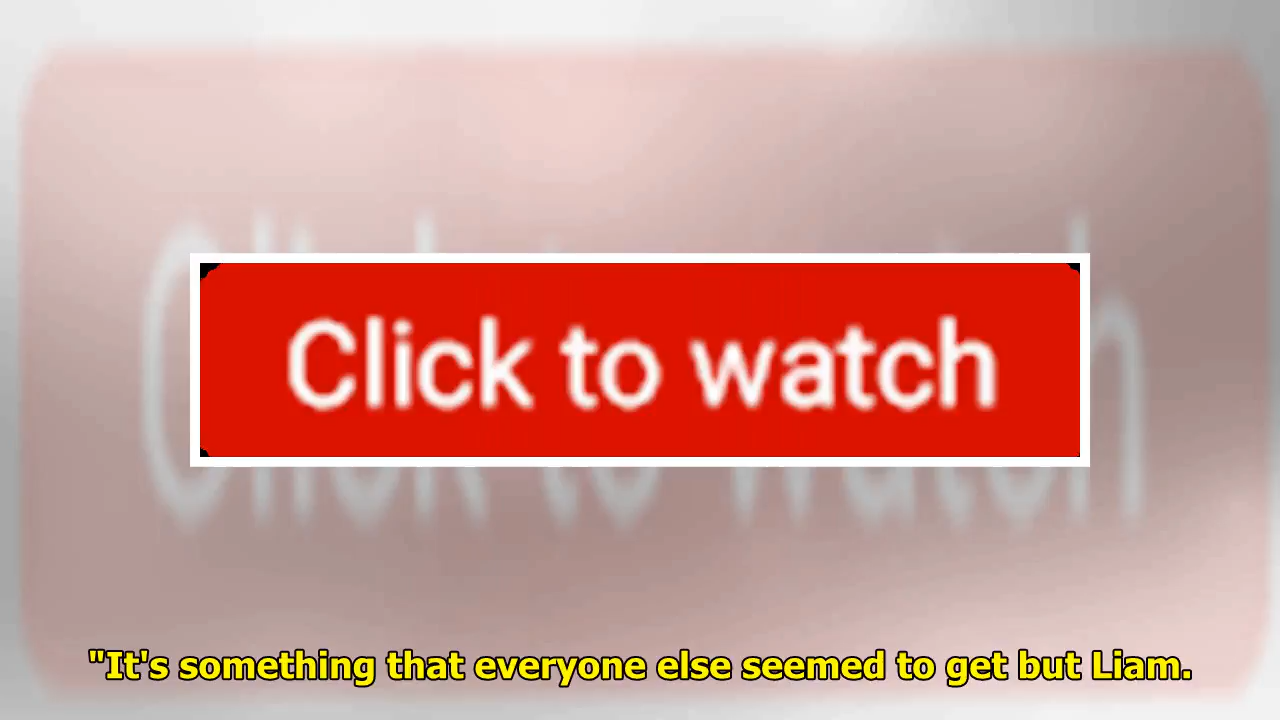 Click to watch
"It's something that everyone else seemed to get but Liam.